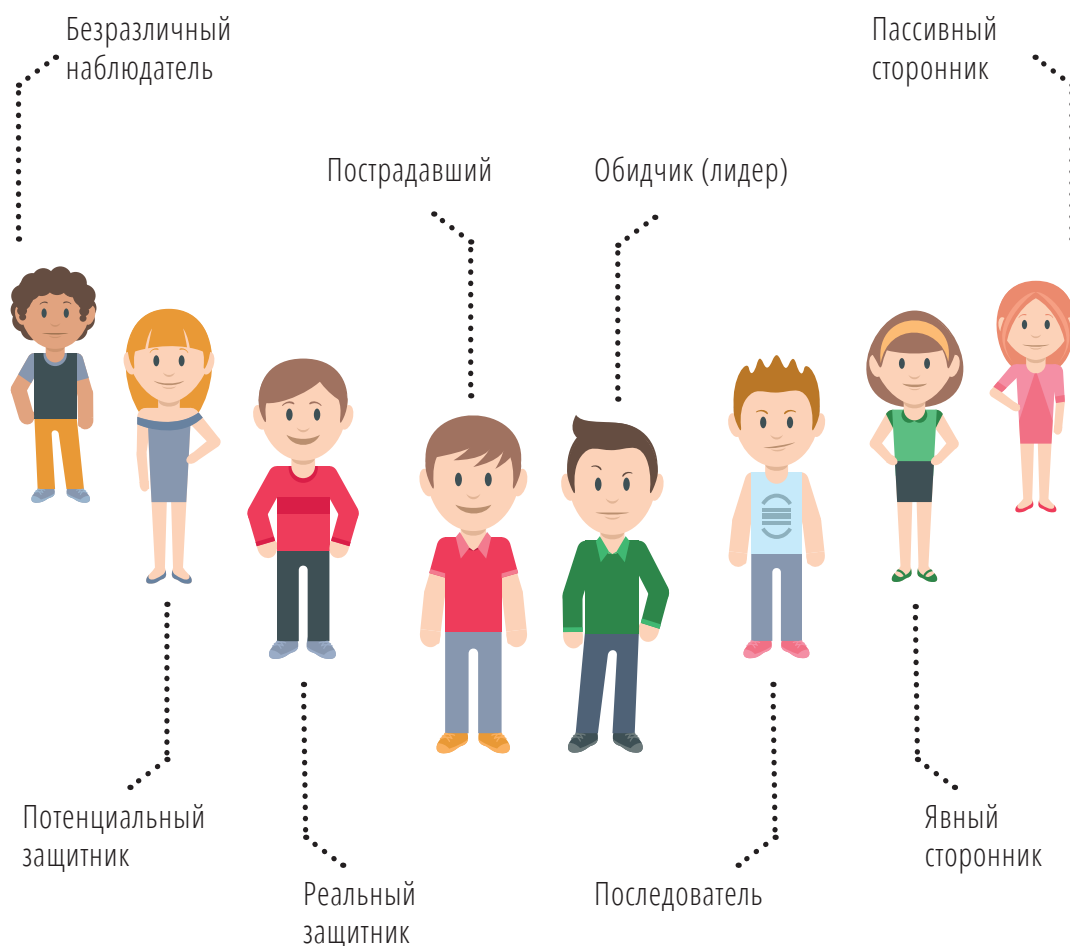 Безразличный
наблюдатель
Пассивный
сторонник
Пострадавший
Обидчик (лидер)
Потенциальный
защитник
Явный
сторонник
Реальный
защитник
Последователь